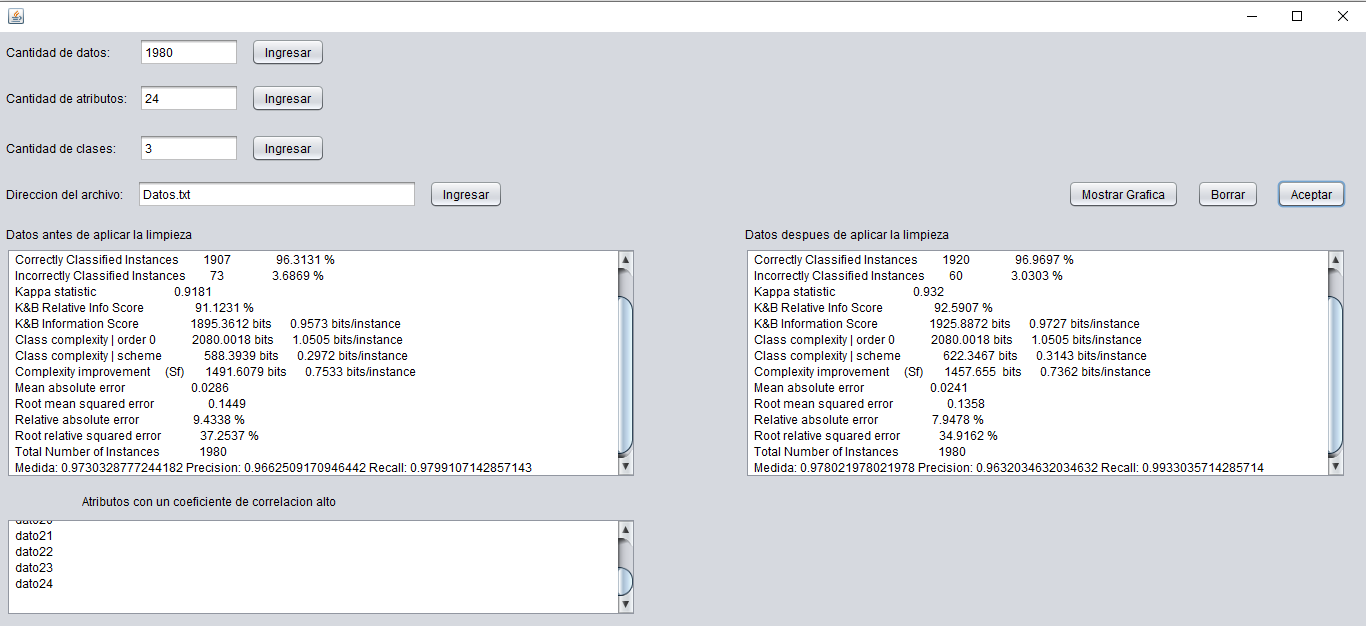 Cantidad de datos: 1980 Ingresar
Cantidad de atributos: 24 Ingresar
Cantidad de clases: 3 Ingresar
Direccion del archivo: Datos.txt Ingresar Mostrar Grafica Borrar Aceptar
Datos antes de aplicar la limpieza
Correctly Classified Instances 1907 96.3131 %
Incorrectly Classified Instances 73 3.6869 %
Kappa statistic 0.9181
K&B Relative Info Score 91.1231 %
K&B Information Score 1895.3612 bits 0.9573 bits/instance
Class complexity | order 0 2080.0018 bits 1.0505 bits/instance
Class complexity | scheme 588.3939 bits 0.2972 bits/instance
Complexity improvement (Sf) 1491.6079 bits 0.7533 bits/instance
Mean absolute error 0.0286
Root mean squared error 0.1449
Relative absolute error 9.4338 %
Root relative squared error 37.2537 %
Total Number of Instances 1980
Medida: 0.9730328777244182 Precision: 0.9662509170946442 Recall: 0.9799107142857143
Datos despues de aplicar la limpieza
Correctly Classified Instances 1920 96.9697 %
Incorrectly Classified Instances 60 3.0303 %
Kappa statistic 0.932
K&B Relative Info Score 92.5907 %
K&B Information Score 1925.8872 bits 0.9727 bits/instance
Class complexity | order 0 2080.0018 bits 1.0505 bits/instance
Class complexity | scheme 622.3467 bits 0.3143 bits/instance
Complexity improvement (Sf) 1457.655 bits 0.7362 bits/instance
Mean absolute error 0.0241
Root mean squared error 0.1358
Relative absolute error 7.9478 %
Root relative squared error 34.9162 %
Total Number of Instances 1980
Medida: 0.978021978021978 Precision: 0.9632034632034632 Recall: 0.9933035714285714
Atributos con un coeficiente de correlacion alto
dato20
dato21
dato22
dato23
dato24